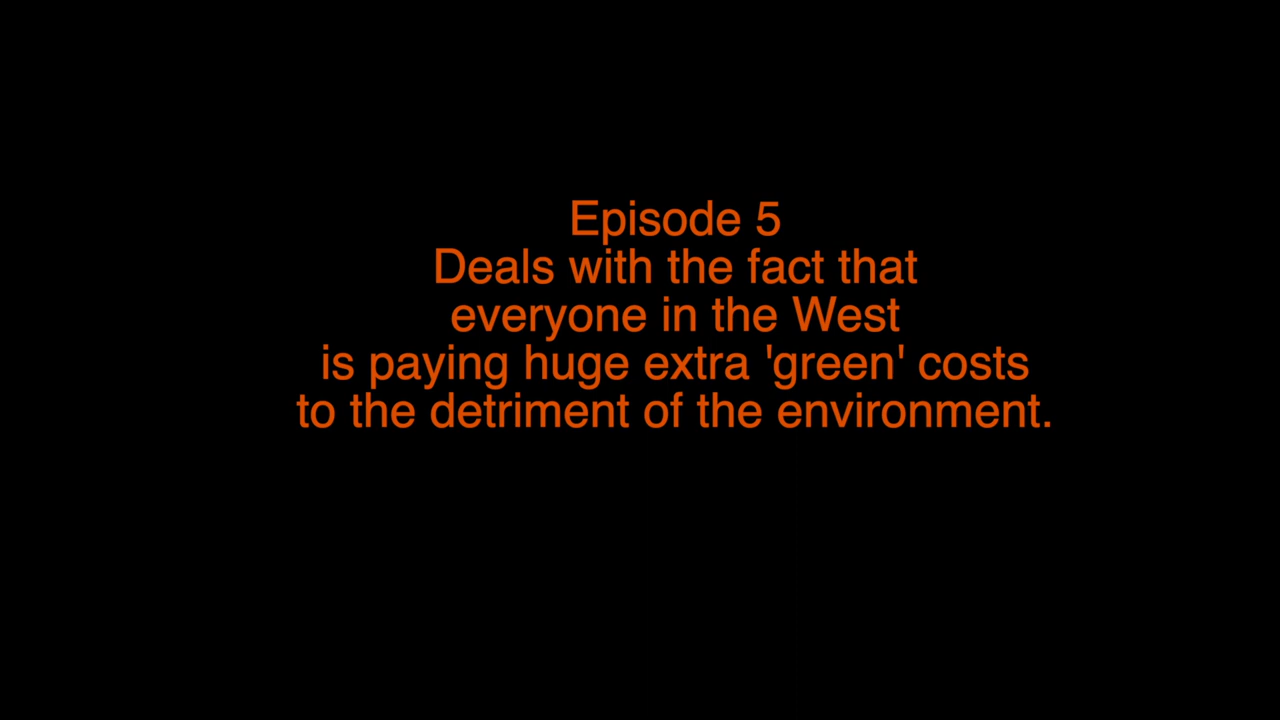 Episode 5
Deals with the fact that
everyone in the West
is paying huge extra 'green' costs
to the detriment of the environment.